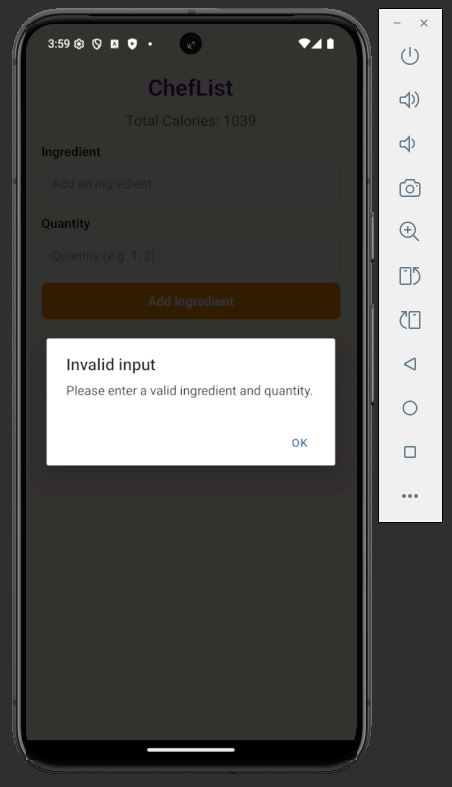 3:59
ChefList
Total Calories: 1039
Ingredient
Add an ingredient
Quantity
Quantity (e.g. 1, 2)
Add Ingredient
Invalid input
Please enter a valid ingredient and quantity.
OK